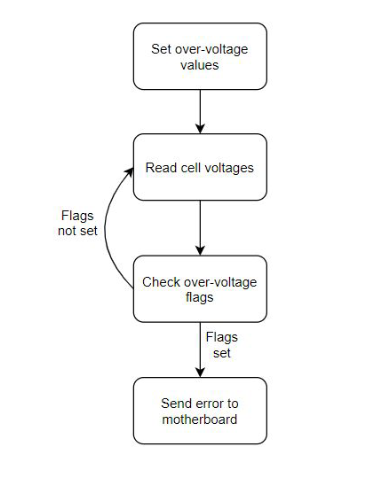 Set over-voltage
values
Read cell voltages
Flags
not set
Check over-voltage
flags
Flags
set
Send error to
motherboard